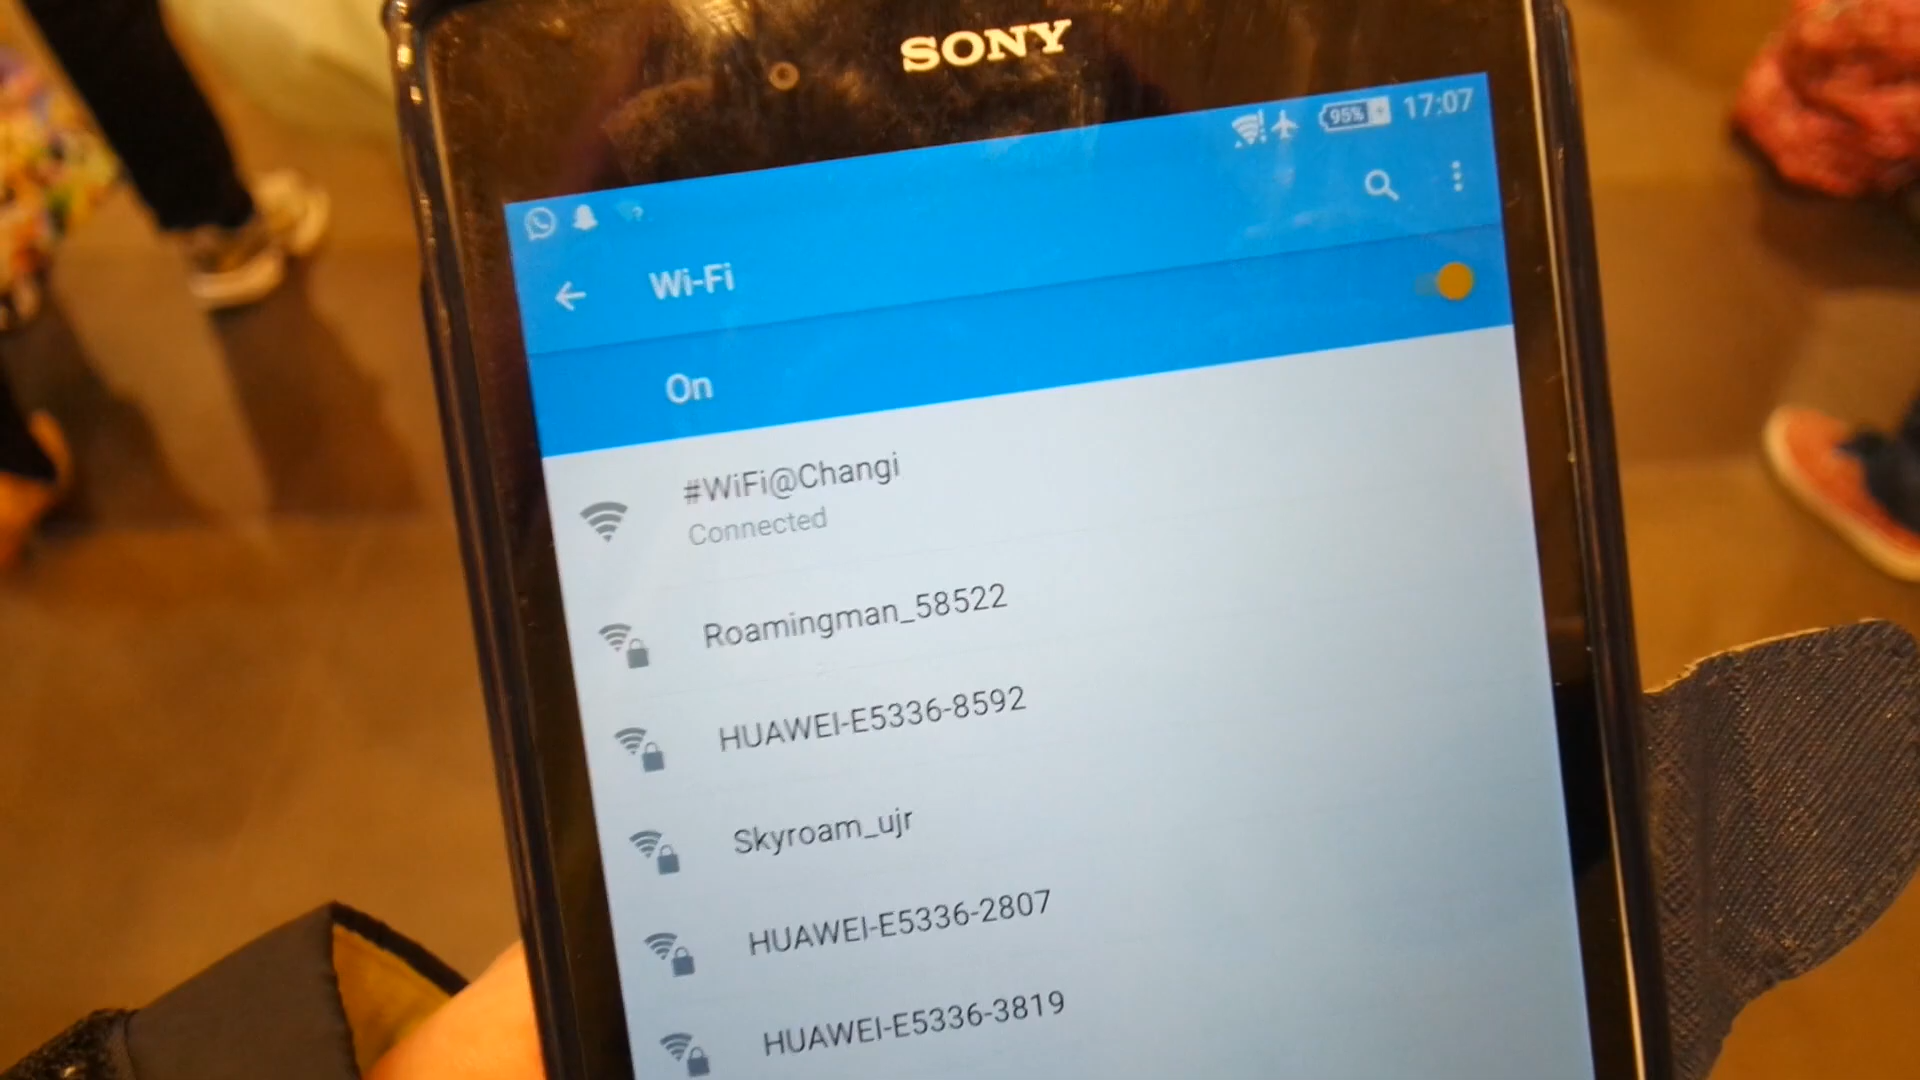 SONY
95% 17:07
Wi-Fi
On
#WiFi@Changi
Connected
Roamingman_58522
HUAWEI-E5336-8592
Skyroam_ujr
HUAWEI-E5336-2807
HUAWEI-E5336-3819